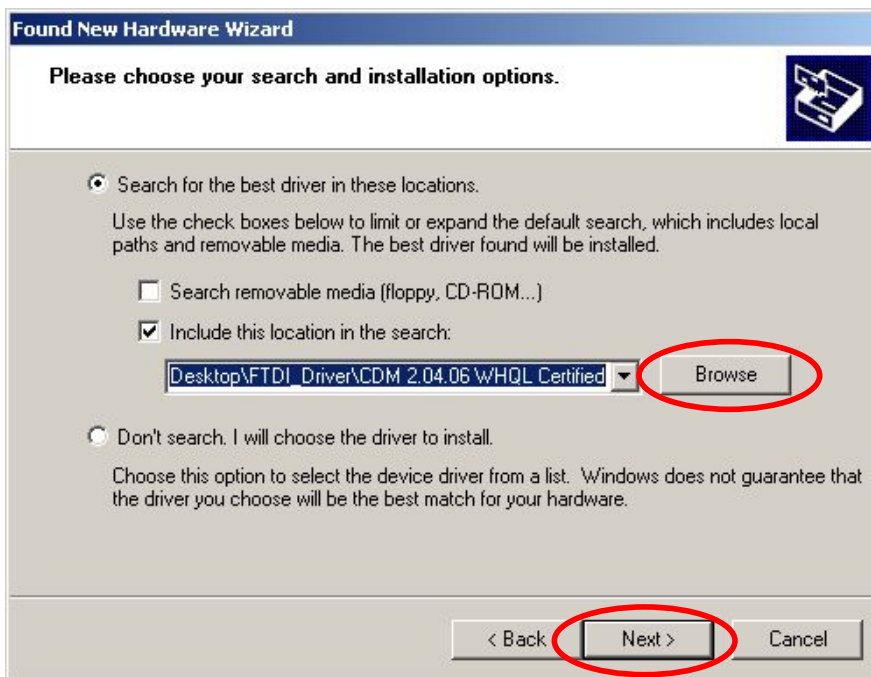 Found New Hardware Wizard
Please choose your search and installation options.
Search for the best driver in these locations.
Use the check boxes below to limit or expand the default search, which includes local
paths and removable media. The best driver found will be installed.
Search removable media (floppy, CD-ROM...)
Include this location in the search:
Desktop\FTDI_Driver\CDM 2.04.06 WHQL Certified
Browse
Don't search. I will choose the driver to install.
Choose this option to select the device driver from a list. Windows does not guarantee that
the driver you choose will be the best match for your hardware.
< Back Next > Cancel